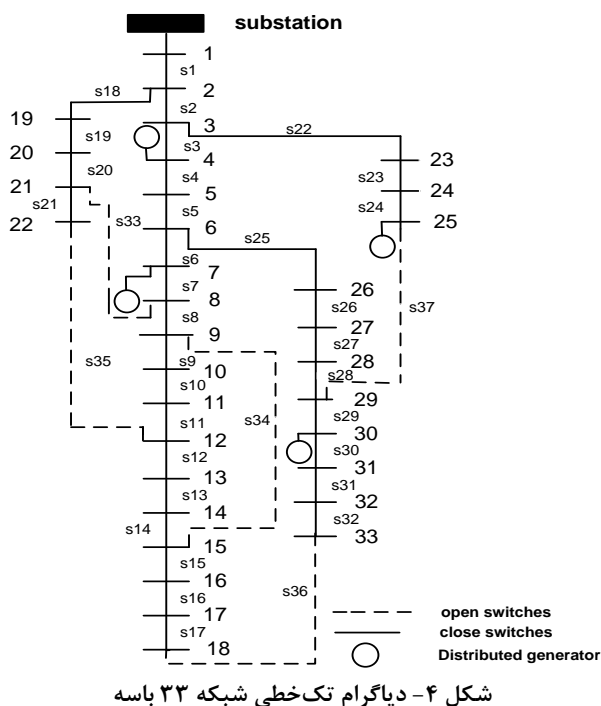 substation
1
s1
s18
2
s2
19
3
s22
s19
s3
20
4
23
s20
s4
s23
21
5
24
s21
s33
s5
s24
22
6
25
s25
s6
7
26
s7
s26
8
s37
s8
27
s35
9
s27
s9
28
10
s28
s10
29
s34
11
s29
s11
30
12
s30
s12
31
13
s31
s13
32
14
s32
s14
33
15
s15
16
s36
s16
17
open switches
s17
close switches
18
Distributed generator
شکل ۴- دیاگرام تک‌خطی شبکه ۳۳ باسه